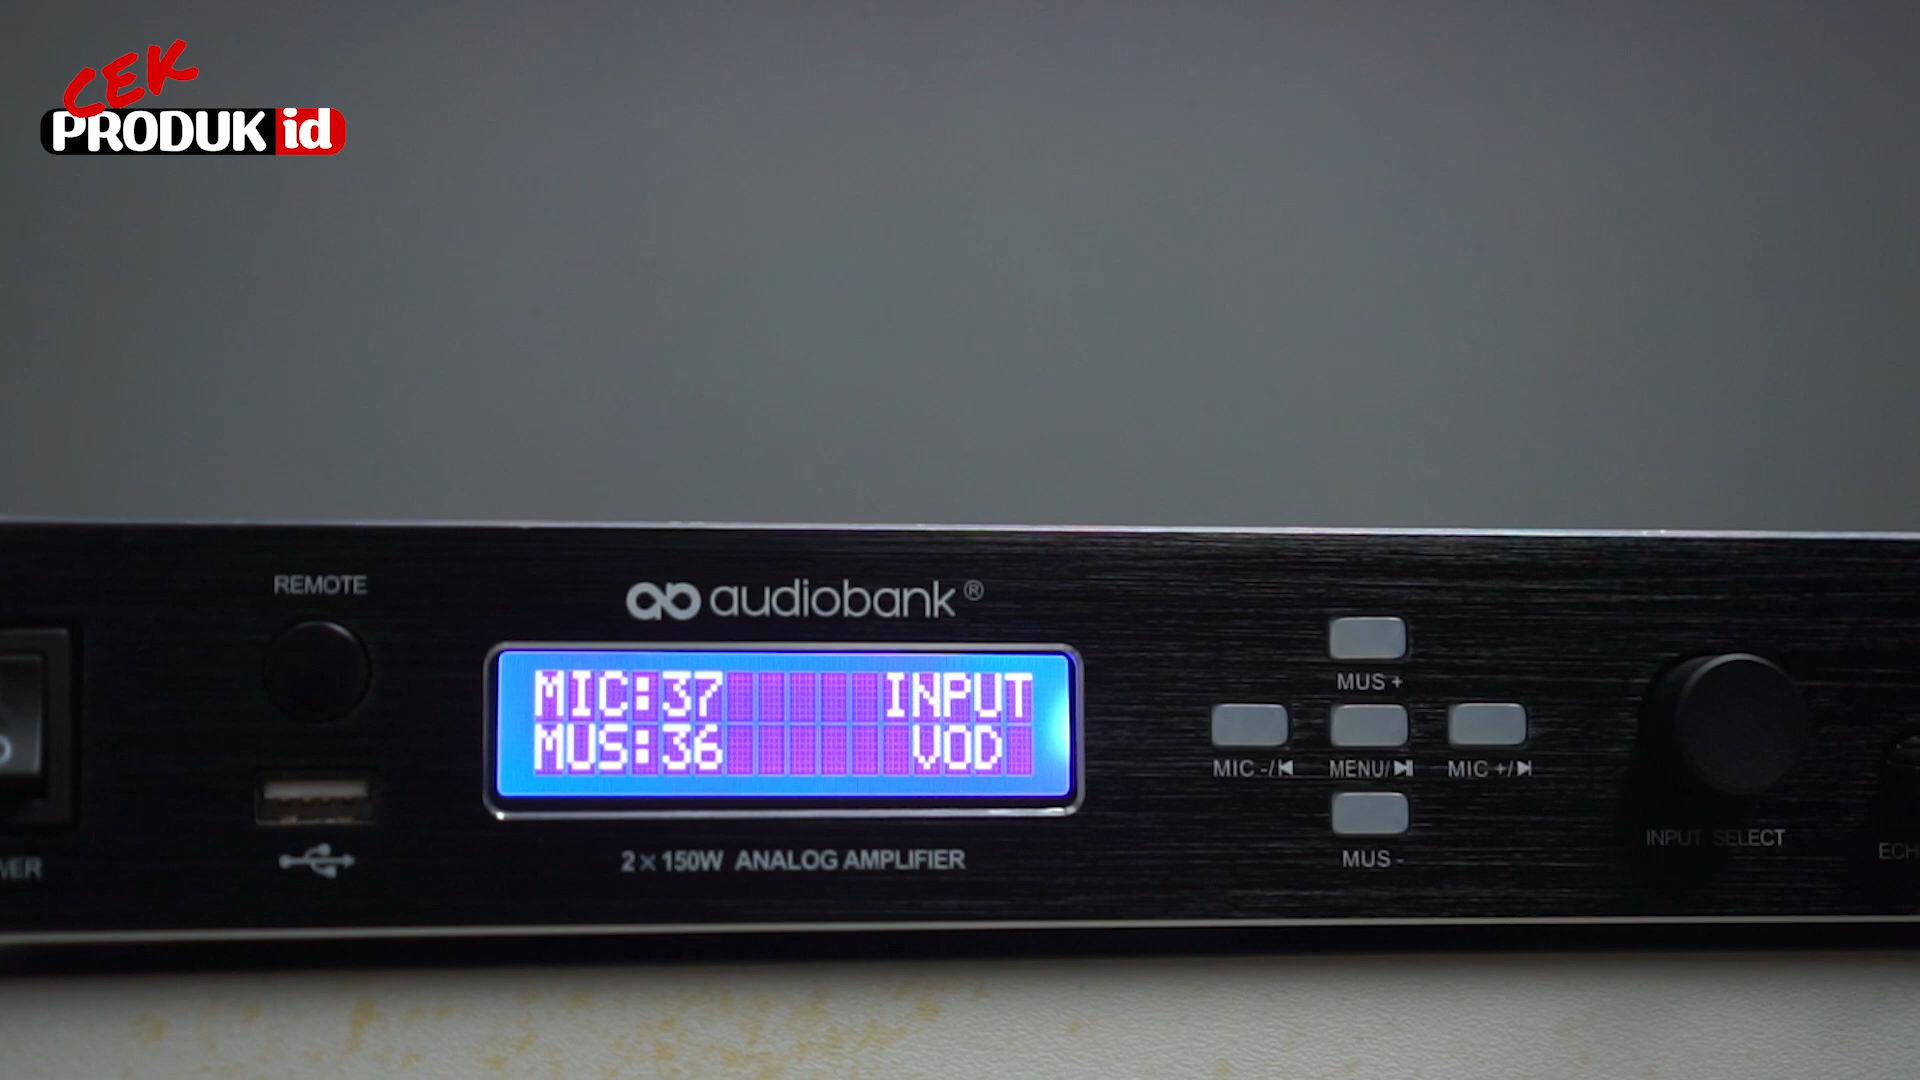 CEK
PRODUK id
REMOTE
audiobank®
MIC:37 INPUT
MUS:36 VOD
2×150W ANALOG AMPLIFIER
MUS +
MIC -/
MENU/
MIC +/
MUS -
INPUT SELECT